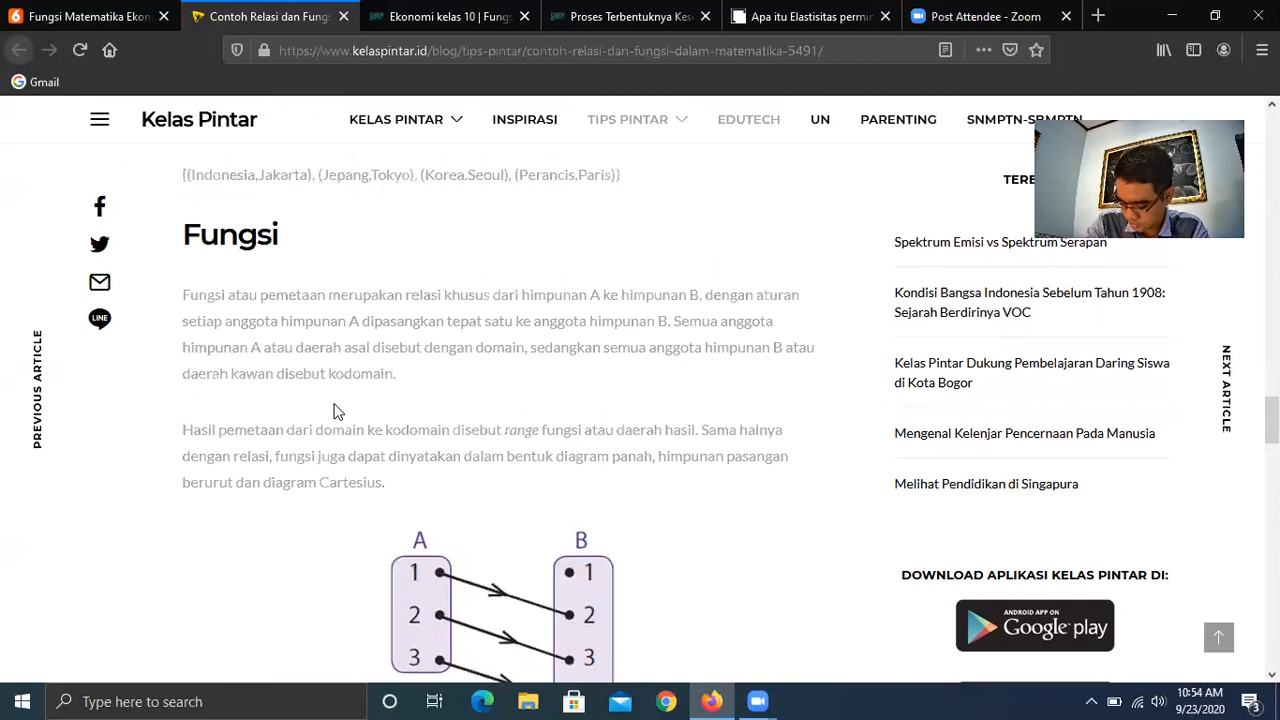 Fungsi Matematika Ekon
Contoh Relasi dan Fungs
Ekonomi kelas 10 | Fungs
Proses Terbentuknya Kes
Apa itu Elastisitas permin
Post Attendee - Zoom
https://www.kelaspintar.id/blog/tips-pintar/contoh-relasi-dan-fungsi-dalam-matematika-5491/
Gmail
Kelas Pintar
KELAS PINTAR
INSPIRASI
TIPS PINTAR
EDUTECH
UN
PARENTING
SNMPTN-SBMPTN
{(Indonesia,Jakarta), (Jepang,Tokyo), (Korea.Seoul), (Perancis,Paris)}
Fungsi
Fungsi atau pemetaan merupakan relasi khusus dari himpunan A ke himpunan B, dengan aturan
setiap anggota himpunan A dipasangkan tepat satu ke anggota himpunan B. Semua anggota
himpunan A atau daerah asal disebut dengan domain, sedangkan semua anggota himpunan B atau
daerah kawan disebut kodomain.
Hasil pemetaan dari domain ke kodomain disebut range fungsi atau daerah hasil. Sama halnya
dengan relasi, fungsi juga dapat dinyatakan dalam bentuk diagram panah, himpunan pasangan
berurut dan diagram Cartesius.
A B
1 1
2 2
3 3
LINE
PREVIOUS ARTICLE
TERE
Spektrum Emisi vs Spektrum Serapan
Kondisi Bangsa Indonesia Sebelum Tahun 1908:
Sejarah Berdirinya VOC
Kelas Pintar Dukung Pembelajaran Daring Siswa
di Kota Bogor
Mengenal Kelenjar Pencernaan Pada Manusia
Melihat Pendidikan di Singapura
DOWNLOAD APLIKASI KELAS PINTAR DI:
ANDROID APP ON
Google play
NEXT ARTICLE
Type here to search
10:54 AM
9/23/2020
3